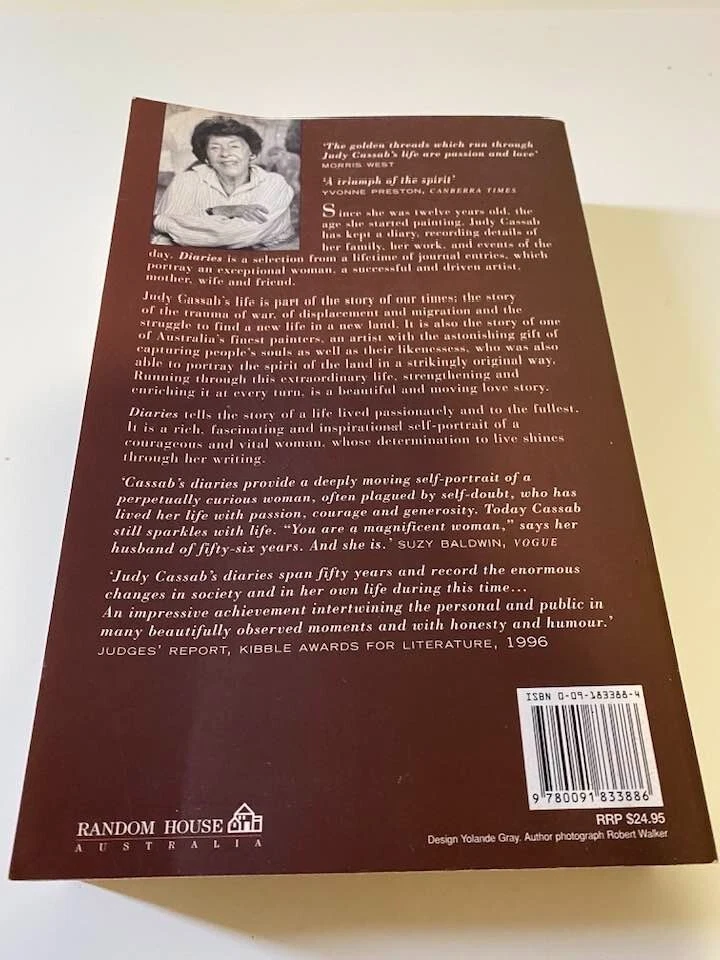 'The golden threads which run through
Judy Cassab's life are passion and love'
MORRIS WEST
'A triumph of the spirit'
YVONNE PRESTON, CANBERRA TIMES
Since she was twelve years old, the
age she started painting, Judy Cassab
has kept a diary, recording details of
her family, her work, and events of the
day. Diaries is a selection from a lifetime of journal entries, which
portray an exceptional woman, a successful and driven artist,
mother, wife and friend.
Judy Cassab's life is part of the story of our times; the story
of the trauma of war, of displacement and migration and the
struggle to find a new life in a new land. It is also the story of one
of Australia's finest painters, an artist with the astonishing gift of
capturing people's souls as well as their likenesses, who was also
able to portray the spirit of the land in a strikingly original way.
Running through this extraordinary life, strengthening and
enriching it at every turn, is a beautiful and moving love story.
Diaries tells the story of a life lived passionately and to the fullest.
It is a rich, fascinating and inspirational self-portrait of a
courageous and vital woman, whose determination to live shines
through her writing.
'Cassab's diaries provide a deeply moving self-portrait of a
perpetually curious woman, often plagued by self-doubt, who has
lived her life with passion, courage and generosity. Today Cassab
still sparkles with life. "You are a magnificent woman," says her
husband of fifty-six years. And she is.' SUZY BALDWIN, VOGUE
'Judy Cassab's diaries span fifty years and record the enormous
changes in society and in her own life during this time...
An impressive achievement intertwining the personal and public in
many beautifully observed moments and with honesty and humour.'
JUDGES' REPORT, KIBBLE AWARDS FOR LITERATURE, 1996
ISBN 0-09-183388-4
9 780091 833886
RRP $24.95
Design Yolande Gray. Author photograph Robert Walker
RANDOM HOUSE
AUSTRALIA